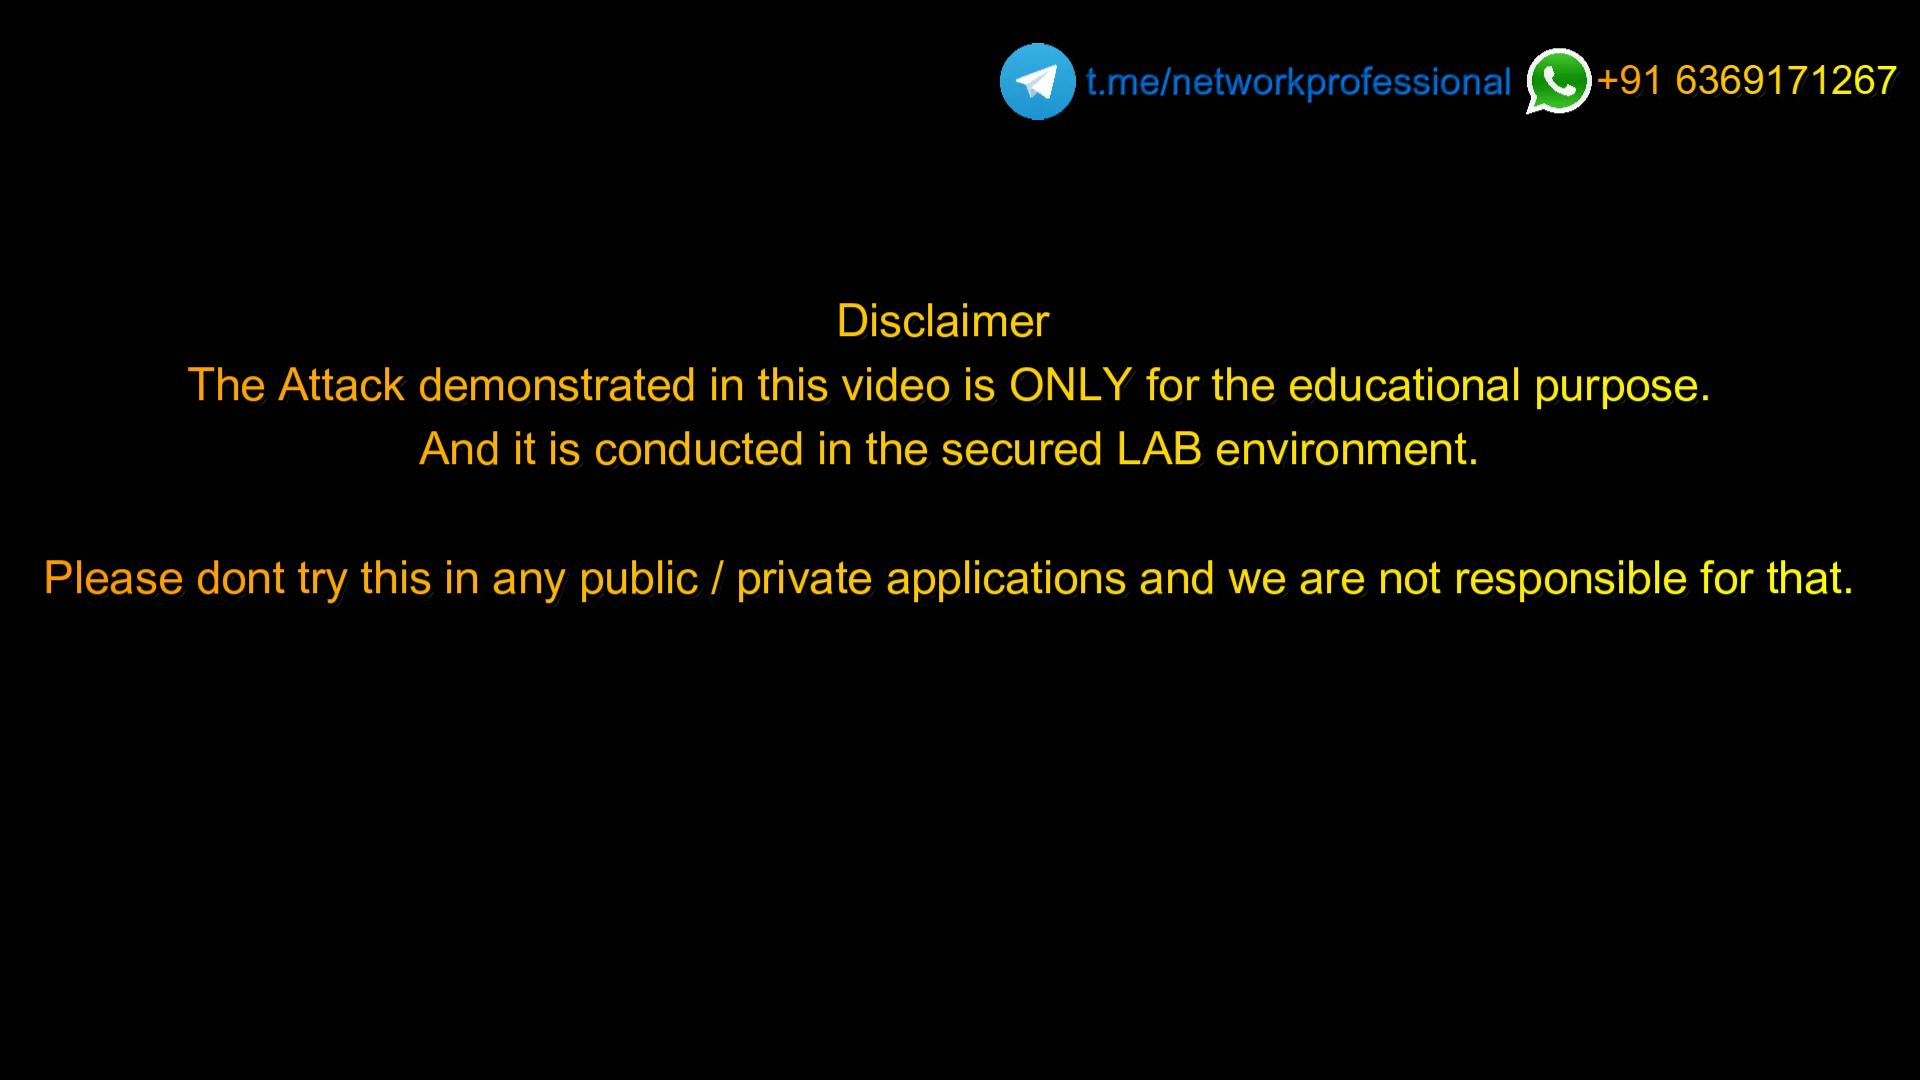 t.me/networkprofessional +91 6369171267
Disclaimer
The Attack demonstrated in this video is ONLY for the educational purpose.
And it is conducted in the secured LAB environment.
Please dont try this in any public / private applications and we are not responsible for that.